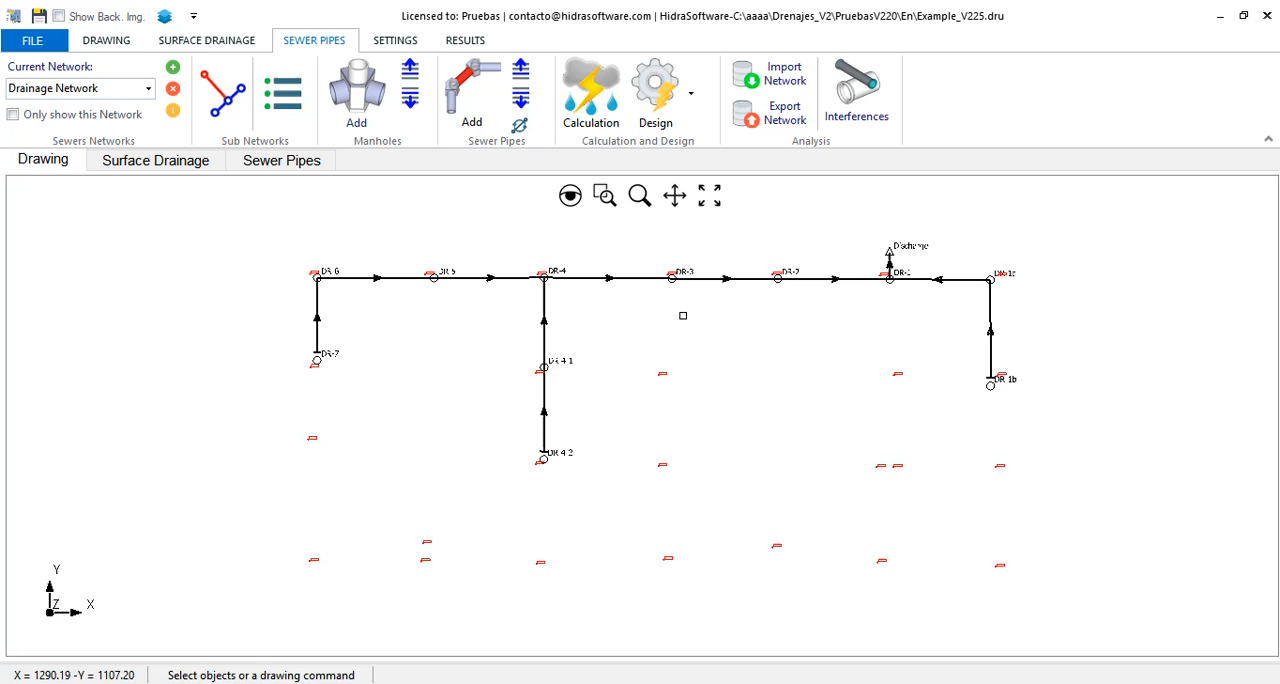 Show Back. Img.
Licensed to: Pruebas | contacto@hidrasoftware.com | HidraSoftware-C:\aaaa\Drenajes_V2\PruebasV220\En\Example_V225.dru
FILE DRAWING SURFACE DRAINAGE SEWER PIPES SETTINGS RESULTS
Current Network:
Drainage Network
Only show this Network
Sewers Networks
Sub Networks
Add
Manholes
Add
Sewer Pipes
Calculation
Design
Calculation and Design
Import Network
Export Network
Interferences
Analysis
Drawing Surface Drainage Sewer Pipes
Discharge
DR-6 DR-5 DR-4 DR-3 DR-2 DR-1
DR-7
DR-4.1
DR-1b
DR-4.2
Y
Z X
X = 1290.19 -Y = 1107.20
Select objects or a drawing command